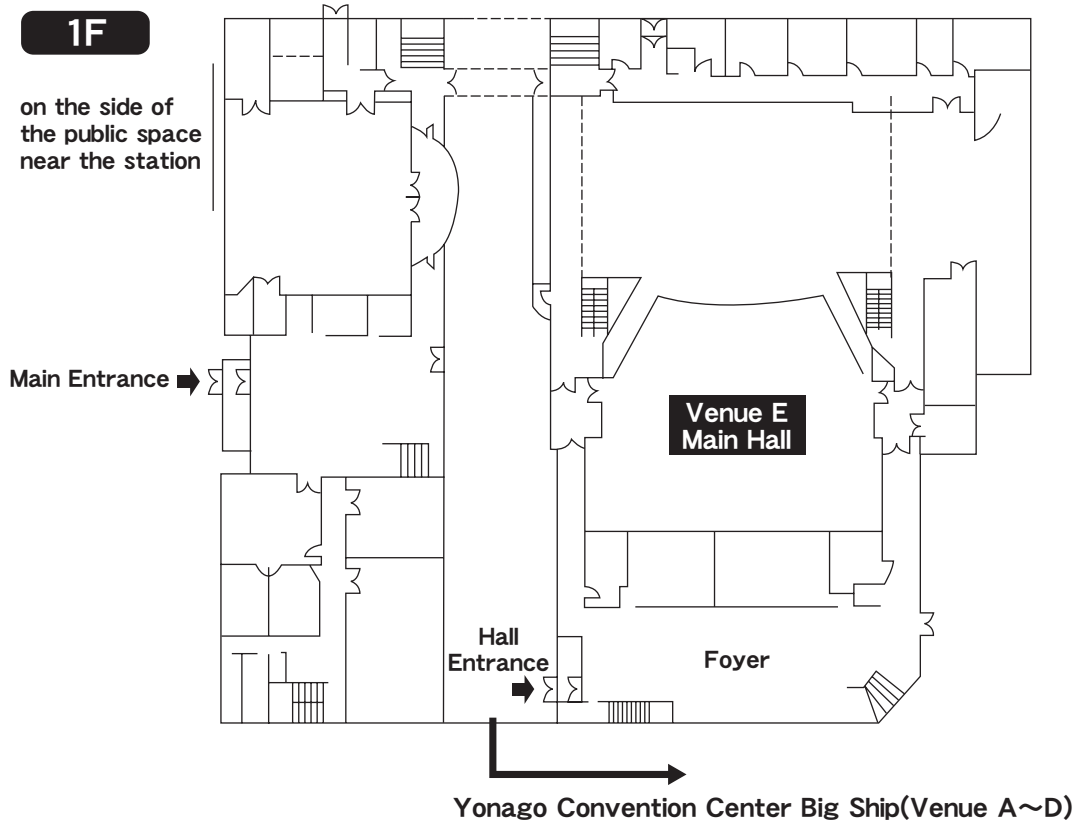 1F
on the side of
the public space
near the station
Main Entrance
Venue E
Main Hall
Hall
Entrance
Foyer
Yonago Convention Center Big Ship(Venue A～D)